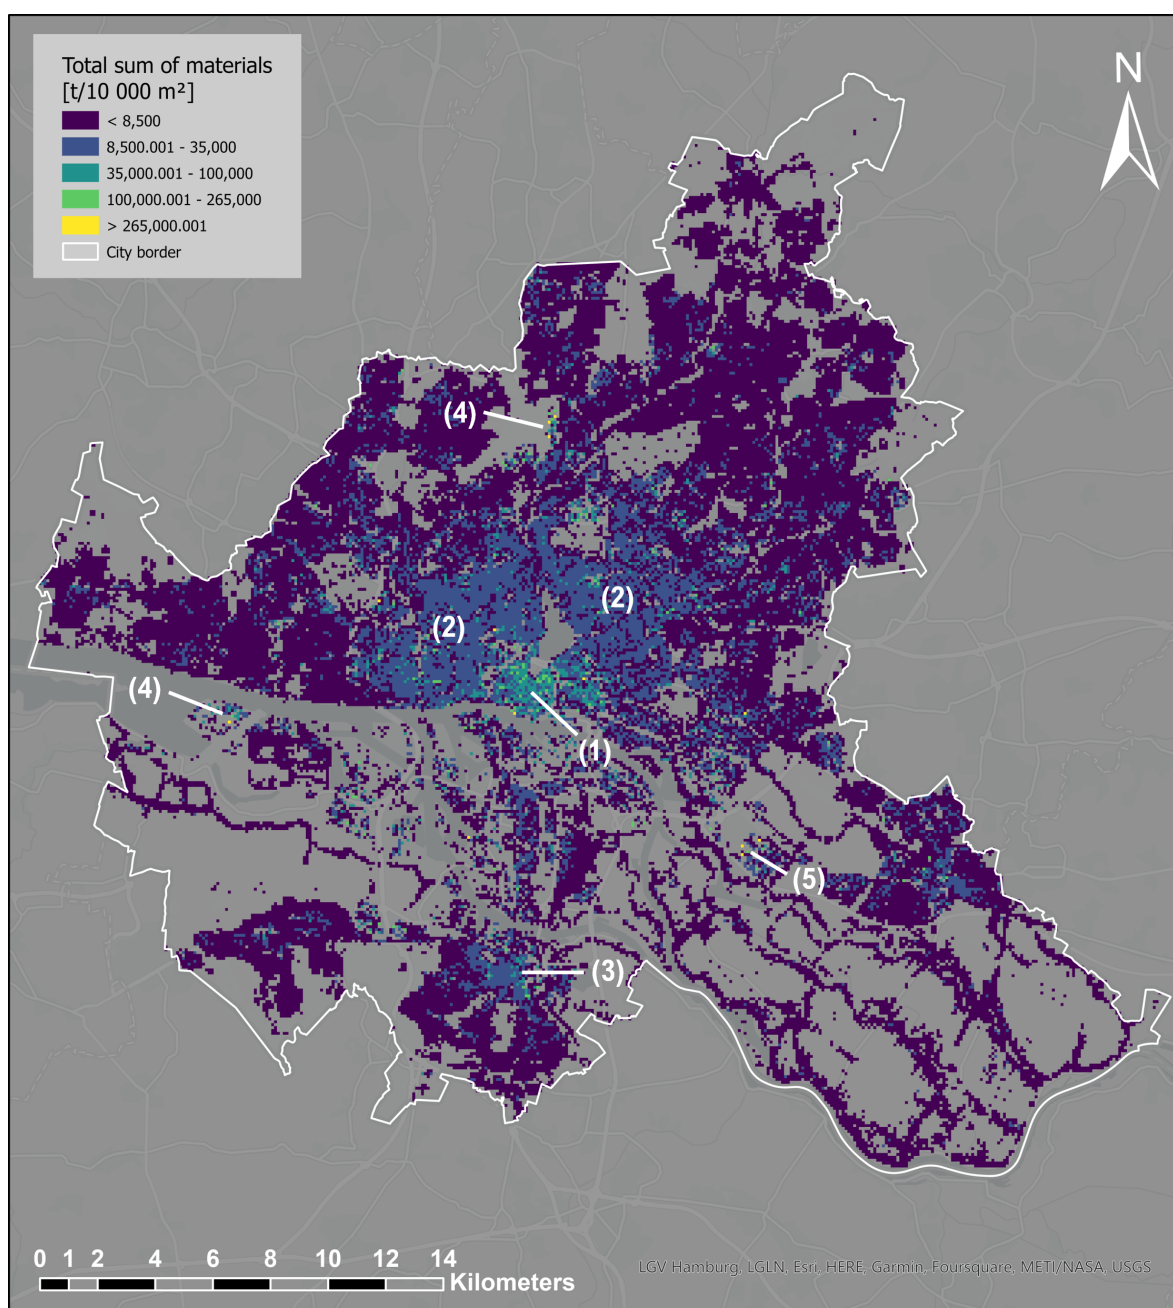 Total sum of materials
[t/10 000 m²]
< 8,500
8,500.001 - 35,000
35,000.001 - 100,000
100,000.001 - 265,000
> 265,000.001
City border
N
(4)
(2)
(2)
(4)
(1)
(5)
(3)
0 1 2 4 6 8 10 12 14
Kilometers
LGV Hamburg, LGLN, Esri, HERE, Garmin, Foursquare, METI/NASA, USGS